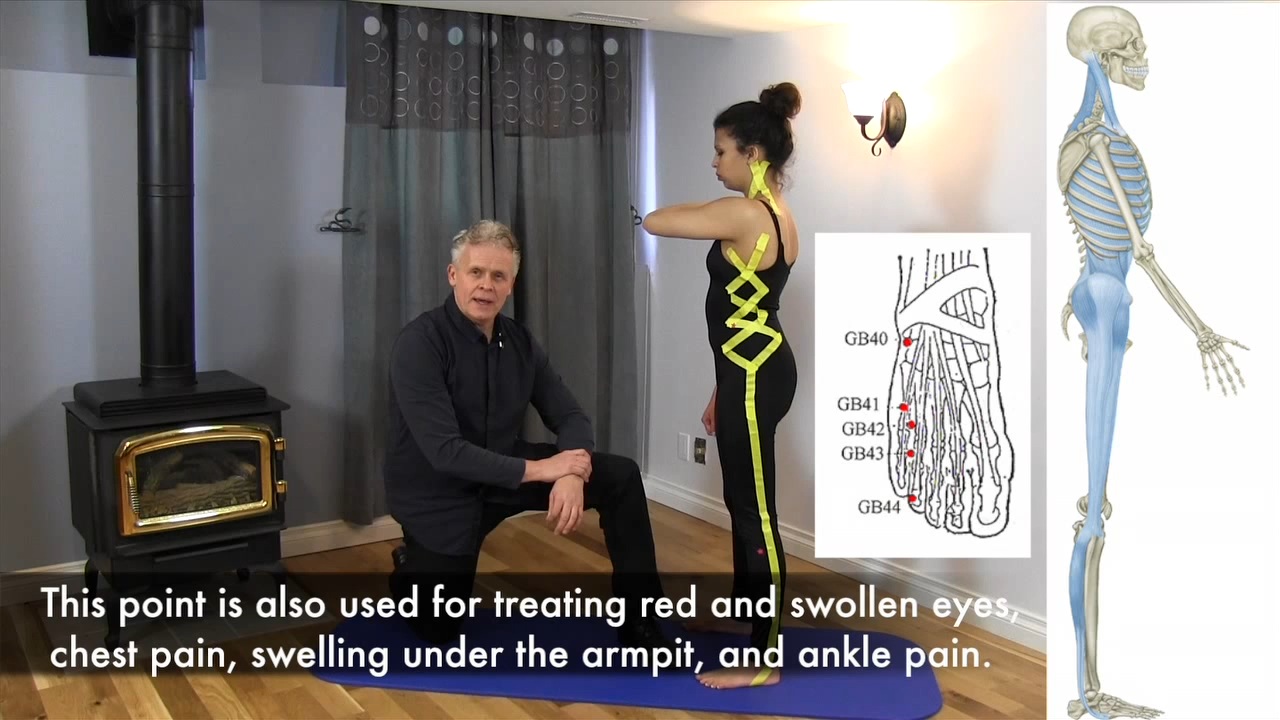 GB40
GB41
GB42
GB43
GB44
This point is also used for treating red and swollen eyes,
chest pain, swelling under the armpit, and ankle pain.